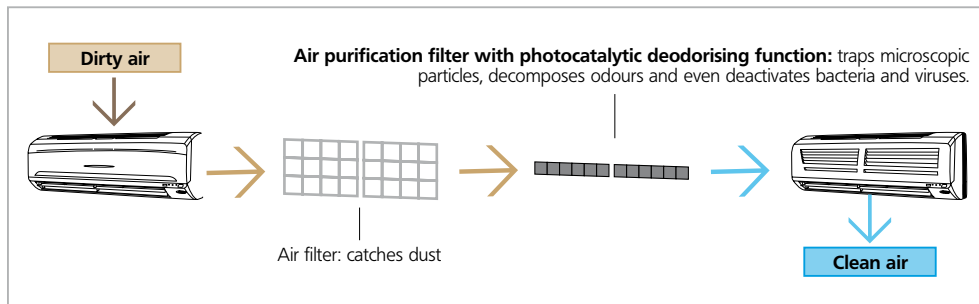 Dirty air
Air purification filter with photocatalytic deodorising function: traps microscopic
particles, decomposes odours and even deactivates bacteria and viruses.
Air filter: catches dust
Clean air